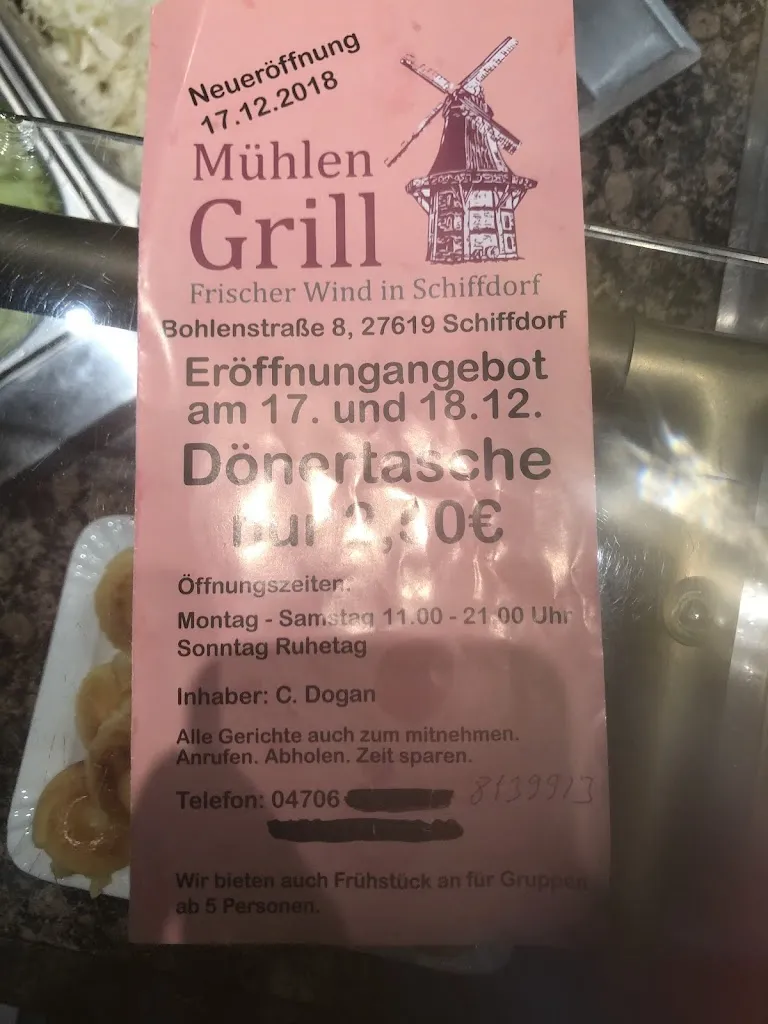 Neueröffnung
17.12.2018
Mühlen
Grill
Frischer Wind in Schiffdorf
Bohlenstraße 8, 27619 Schiffdorf
Eröffnungangebot
am 17. und 18.12.
Dönertasche
nur
Öffnungszeiten:
Montag - Samstag 11.00 - 21.00 Uhr
Sonntag Ruhetag
Inhaber: C. Dogan
Alle Gerichte auch zum mitnehmen.
Anrufen. Abholen. Zeit sparen.
Telefon: 04706 8139913
Wir bieten auch Frühstück an für Gruppen
ab 5 Personen.